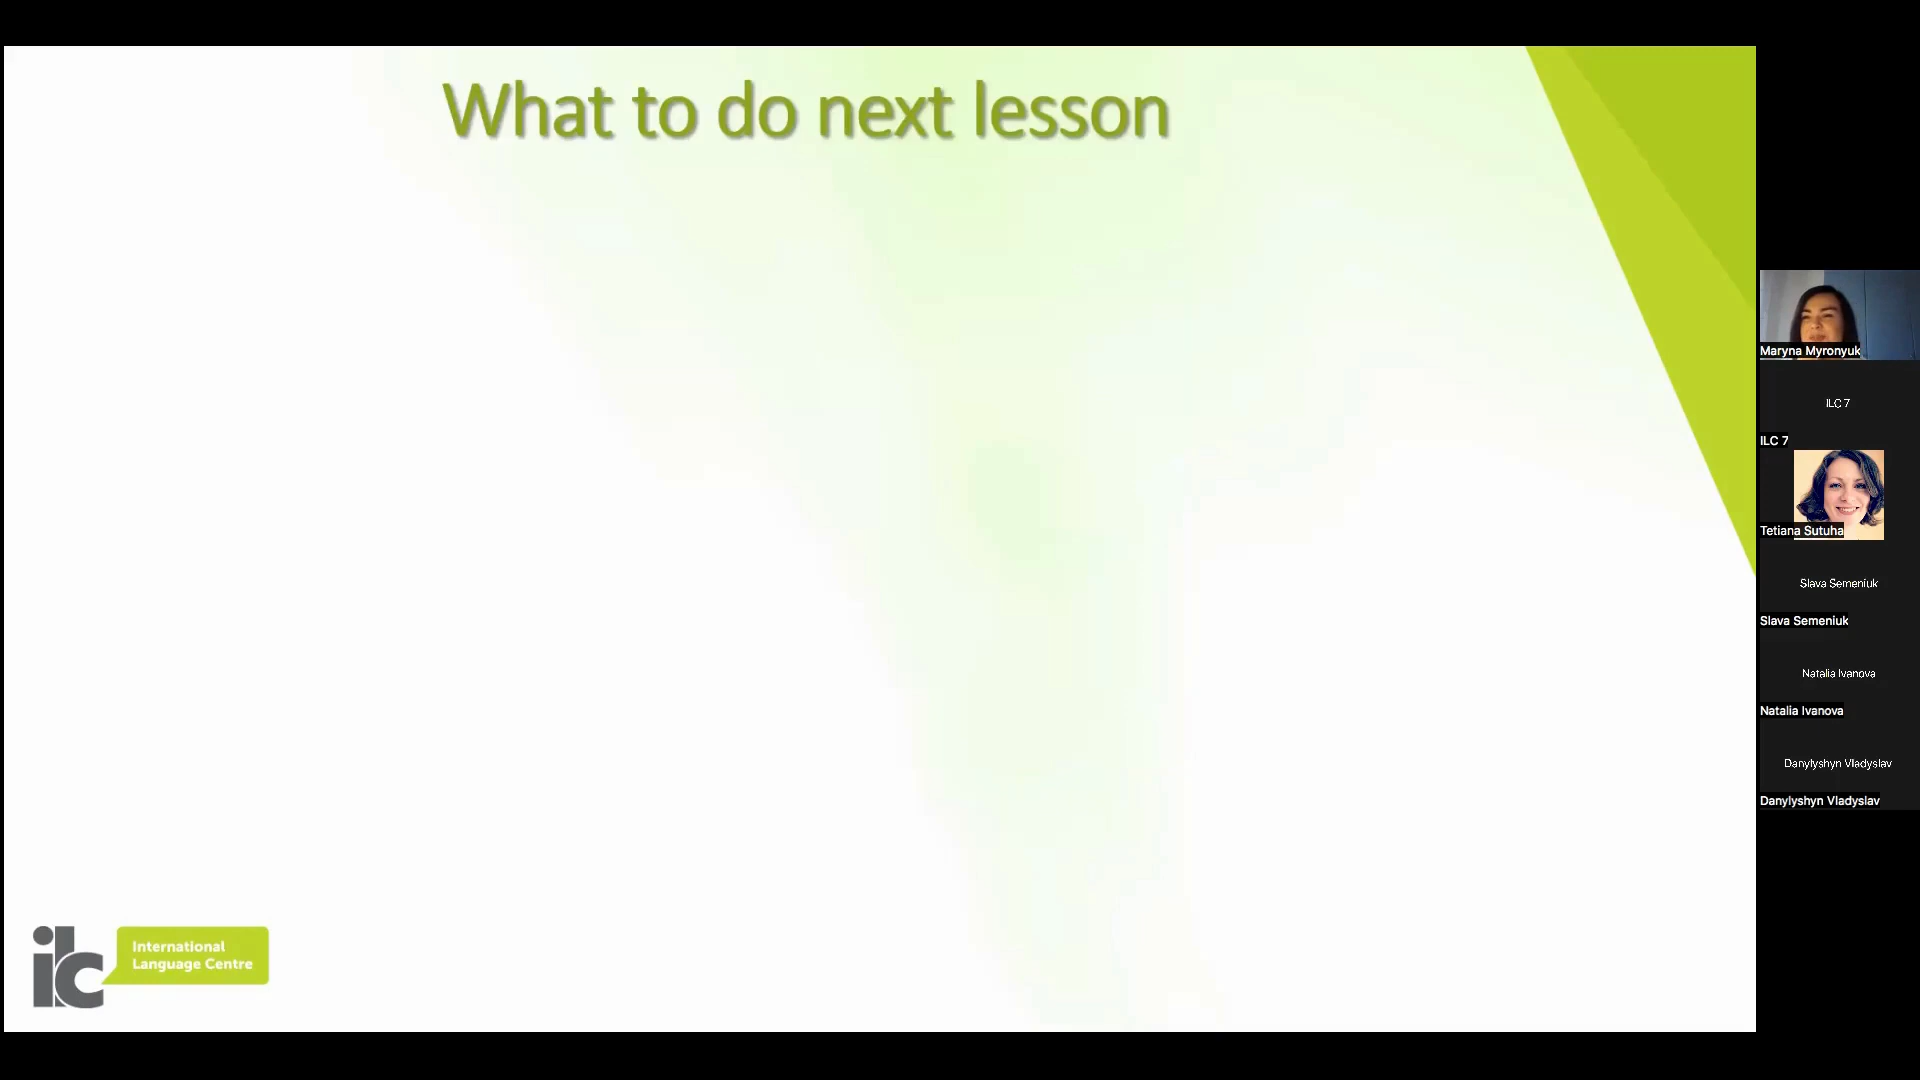 What to do next lesson
ilc
International
Language Centre
Maryna Myronyuk
ILC 7
ILC 7
Tetiana Sutuha
Slava Semeniuk
Slava Semeniuk
Natalia Ivanova
Natalia Ivanova
Danylyshyn Vladyslav
Danylyshyn Vladyslav